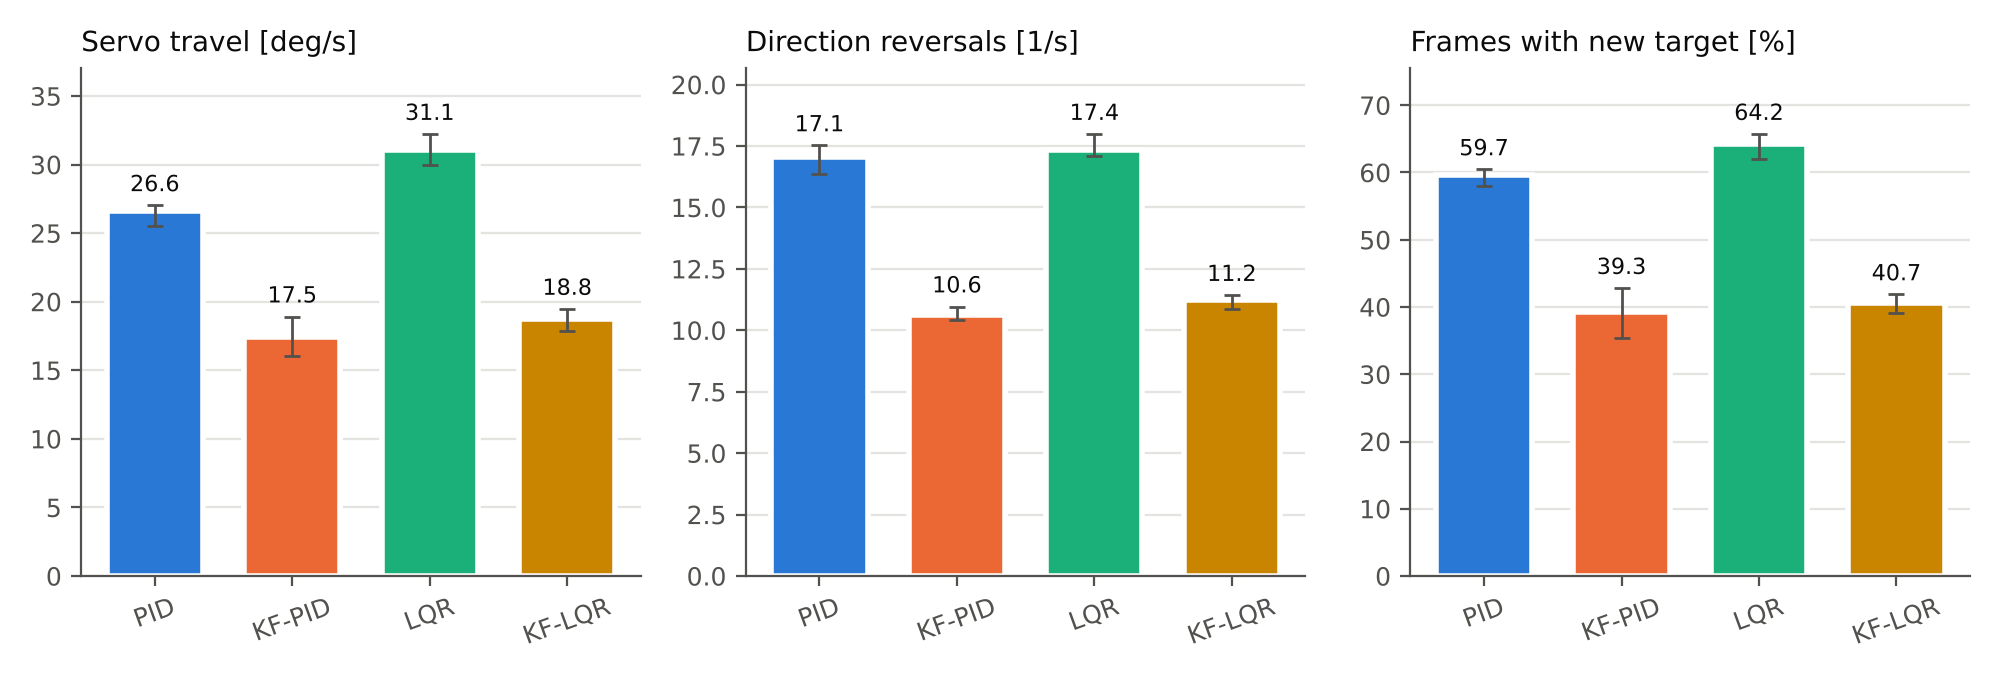 Servo travel [deg/s]
35
30
25
20
15
10
5
0
26.6
17.5
31.1
18.8
PID
KF-PID
LQR
KF-LQR
Direction reversals [1/s]
20.0
17.5
15.0
12.5
10.0
7.5
5.0
2.5
0.0
17.1
10.6
17.4
11.2
PID
KF-PID
LQR
KF-LQR
Frames with new target [%]
70
60
50
40
30
20
10
0
59.7
39.3
64.2
40.7
PID
KF-PID
LQR
KF-LQR